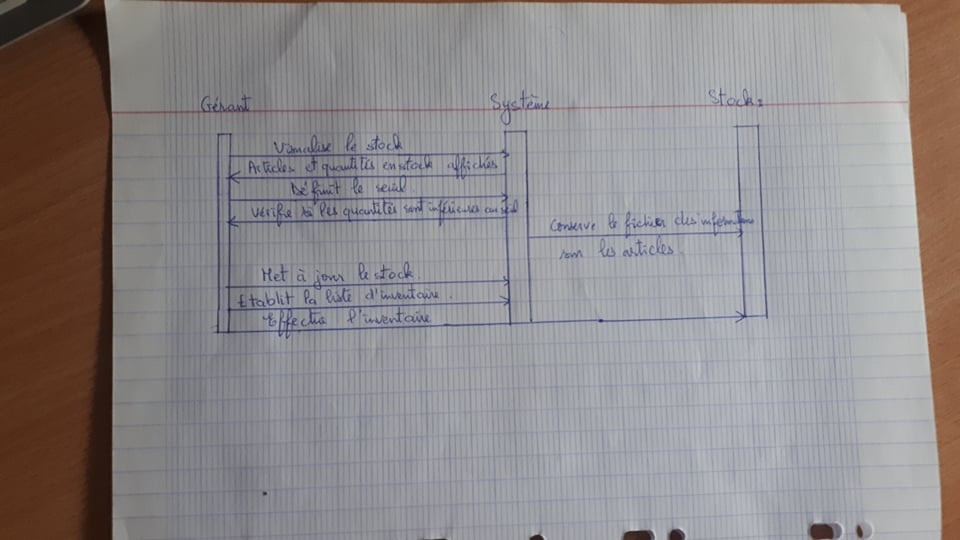 Gérant Système Stock
Visualise le stock
Articles et quantités en stock affichés
Définit le seuil.
Vérifie si les quantités sont inférieures au seuil
Conserve le fichier des informations
sur les articles.
Met à jour le stock.
Etablit la liste d'inventaire.
Effectue l'inventaire